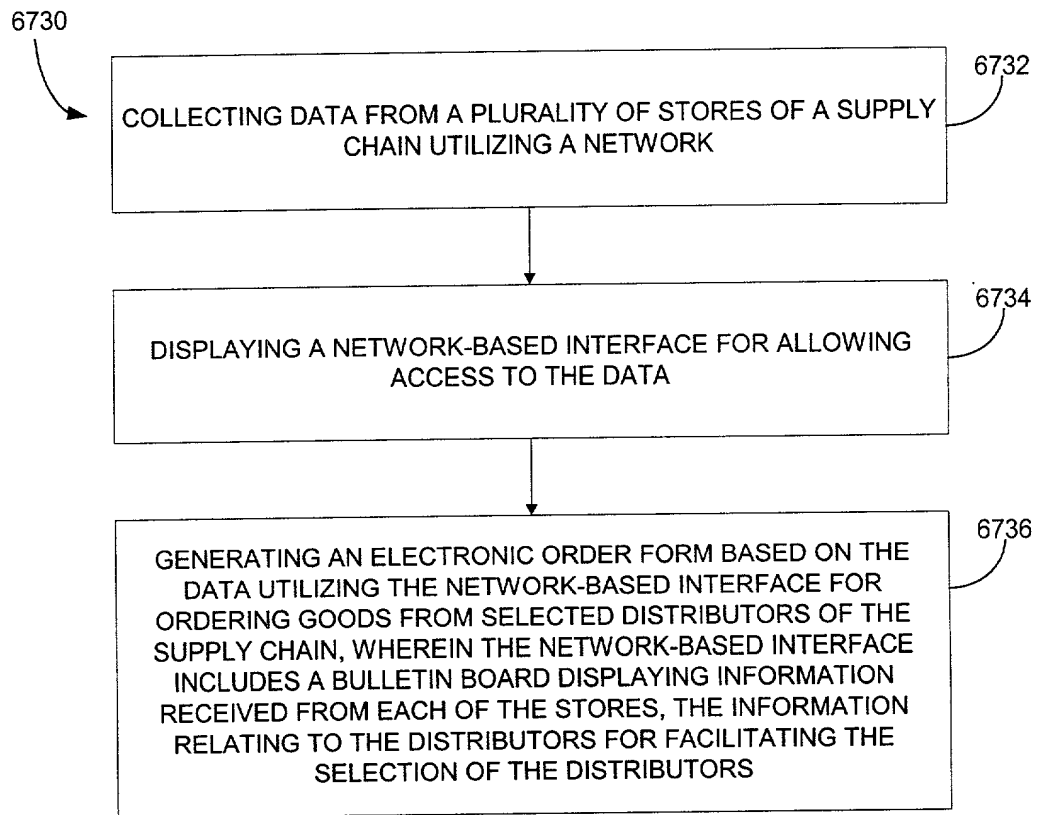 6730
6732
COLLECTING DATA FROM A PLURALITY OF STORES OF A SUPPLY
CHAIN UTILIZING A NETWORK
6734
DISPLAYING A NETWORK-BASED INTERFACE FOR ALLOWING
ACCESS TO THE DATA
6736
GENERATING AN ELECTRONIC ORDER FORM BASED ON THE
DATA UTILIZING THE NETWORK-BASED INTERFACE FOR
ORDERING GOODS FROM SELECTED DISTRIBUTORS OF THE
SUPPLY CHAIN, WHEREIN THE NETWORK-BASED INTERFACE
INCLUDES A BULLETIN BOARD DISPLAYING INFORMATION
RECEIVED FROM EACH OF THE STORES, THE INFORMATION
RELATING TO THE DISTRIBUTORS FOR FACILITATING THE
SELECTION OF THE DISTRIBUTORS